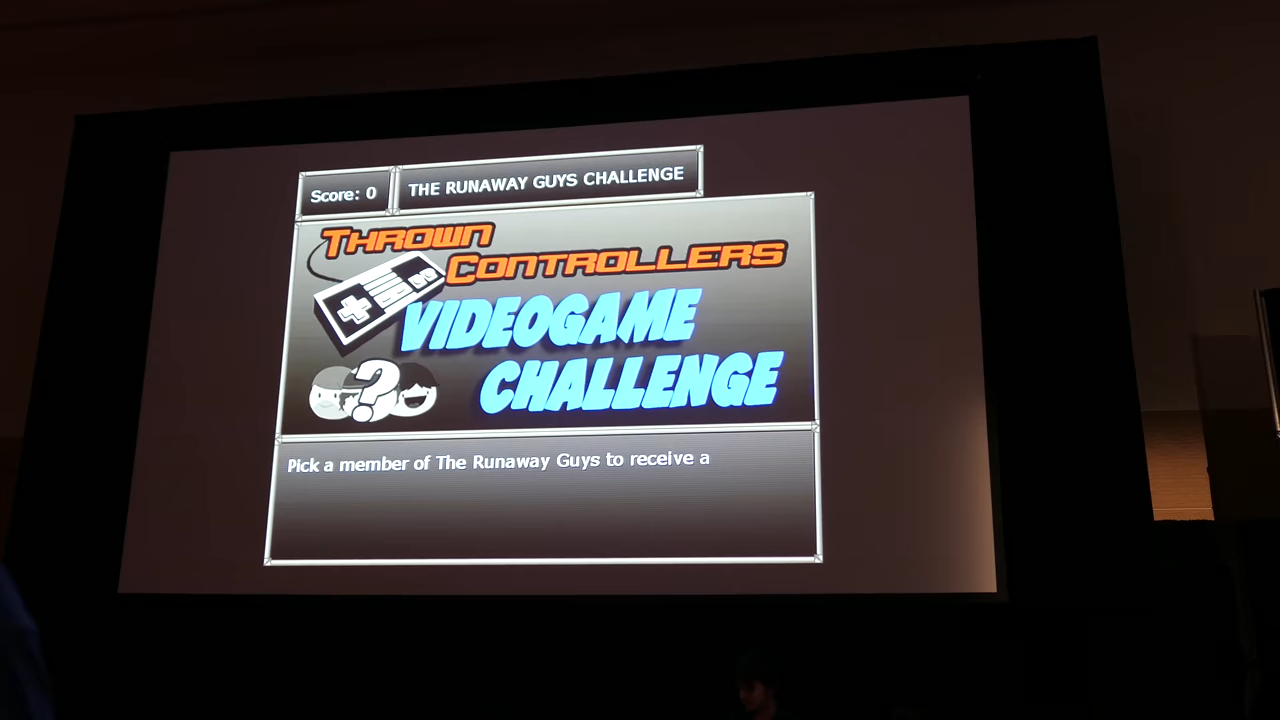 Score: 0
THE RUNAWAY GUYS CHALLENGE
THROWN
CONTROLLERS
VIDEOGAME
CHALLENGE
?
Pick a member of The Runaway Guys to receive a